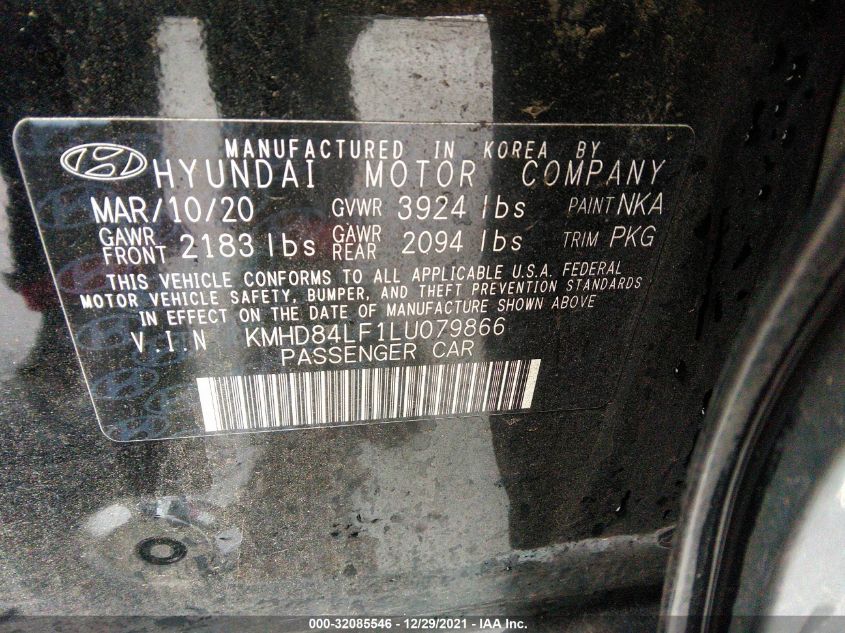 MANUFACTURED IN KOREA BY
HYUNDAI MOTOR COMPANY
MAR/10/20 GVWR 3924 lbs PAINT NKA
GAWR FRONT 2183 lbs GAWR REAR 2094 lbs TRIM PKG
THIS VEHICLE CONFORMS TO ALL APPLICABLE U.S.A. FEDERAL
MOTOR VEHICLE SAFETY, BUMPER, AND THEFT PREVENTION STANDARDS
IN EFFECT ON THE DATE OF MANUFACTURE SHOWN ABOVE
V.I.N KMHD84LF1LU079866
PASSENGER CAR
000-32085546 - 12/29/2021 - IAA Inc.